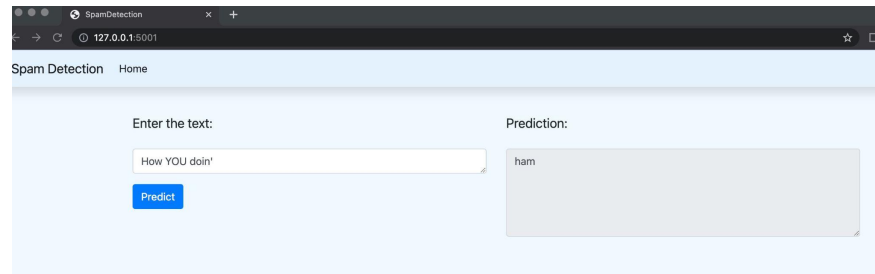 SpamDetection
127.0.0.1:5001
Spam Detection Home
Enter the text:
How YOU doin'
Predict
Prediction:
ham